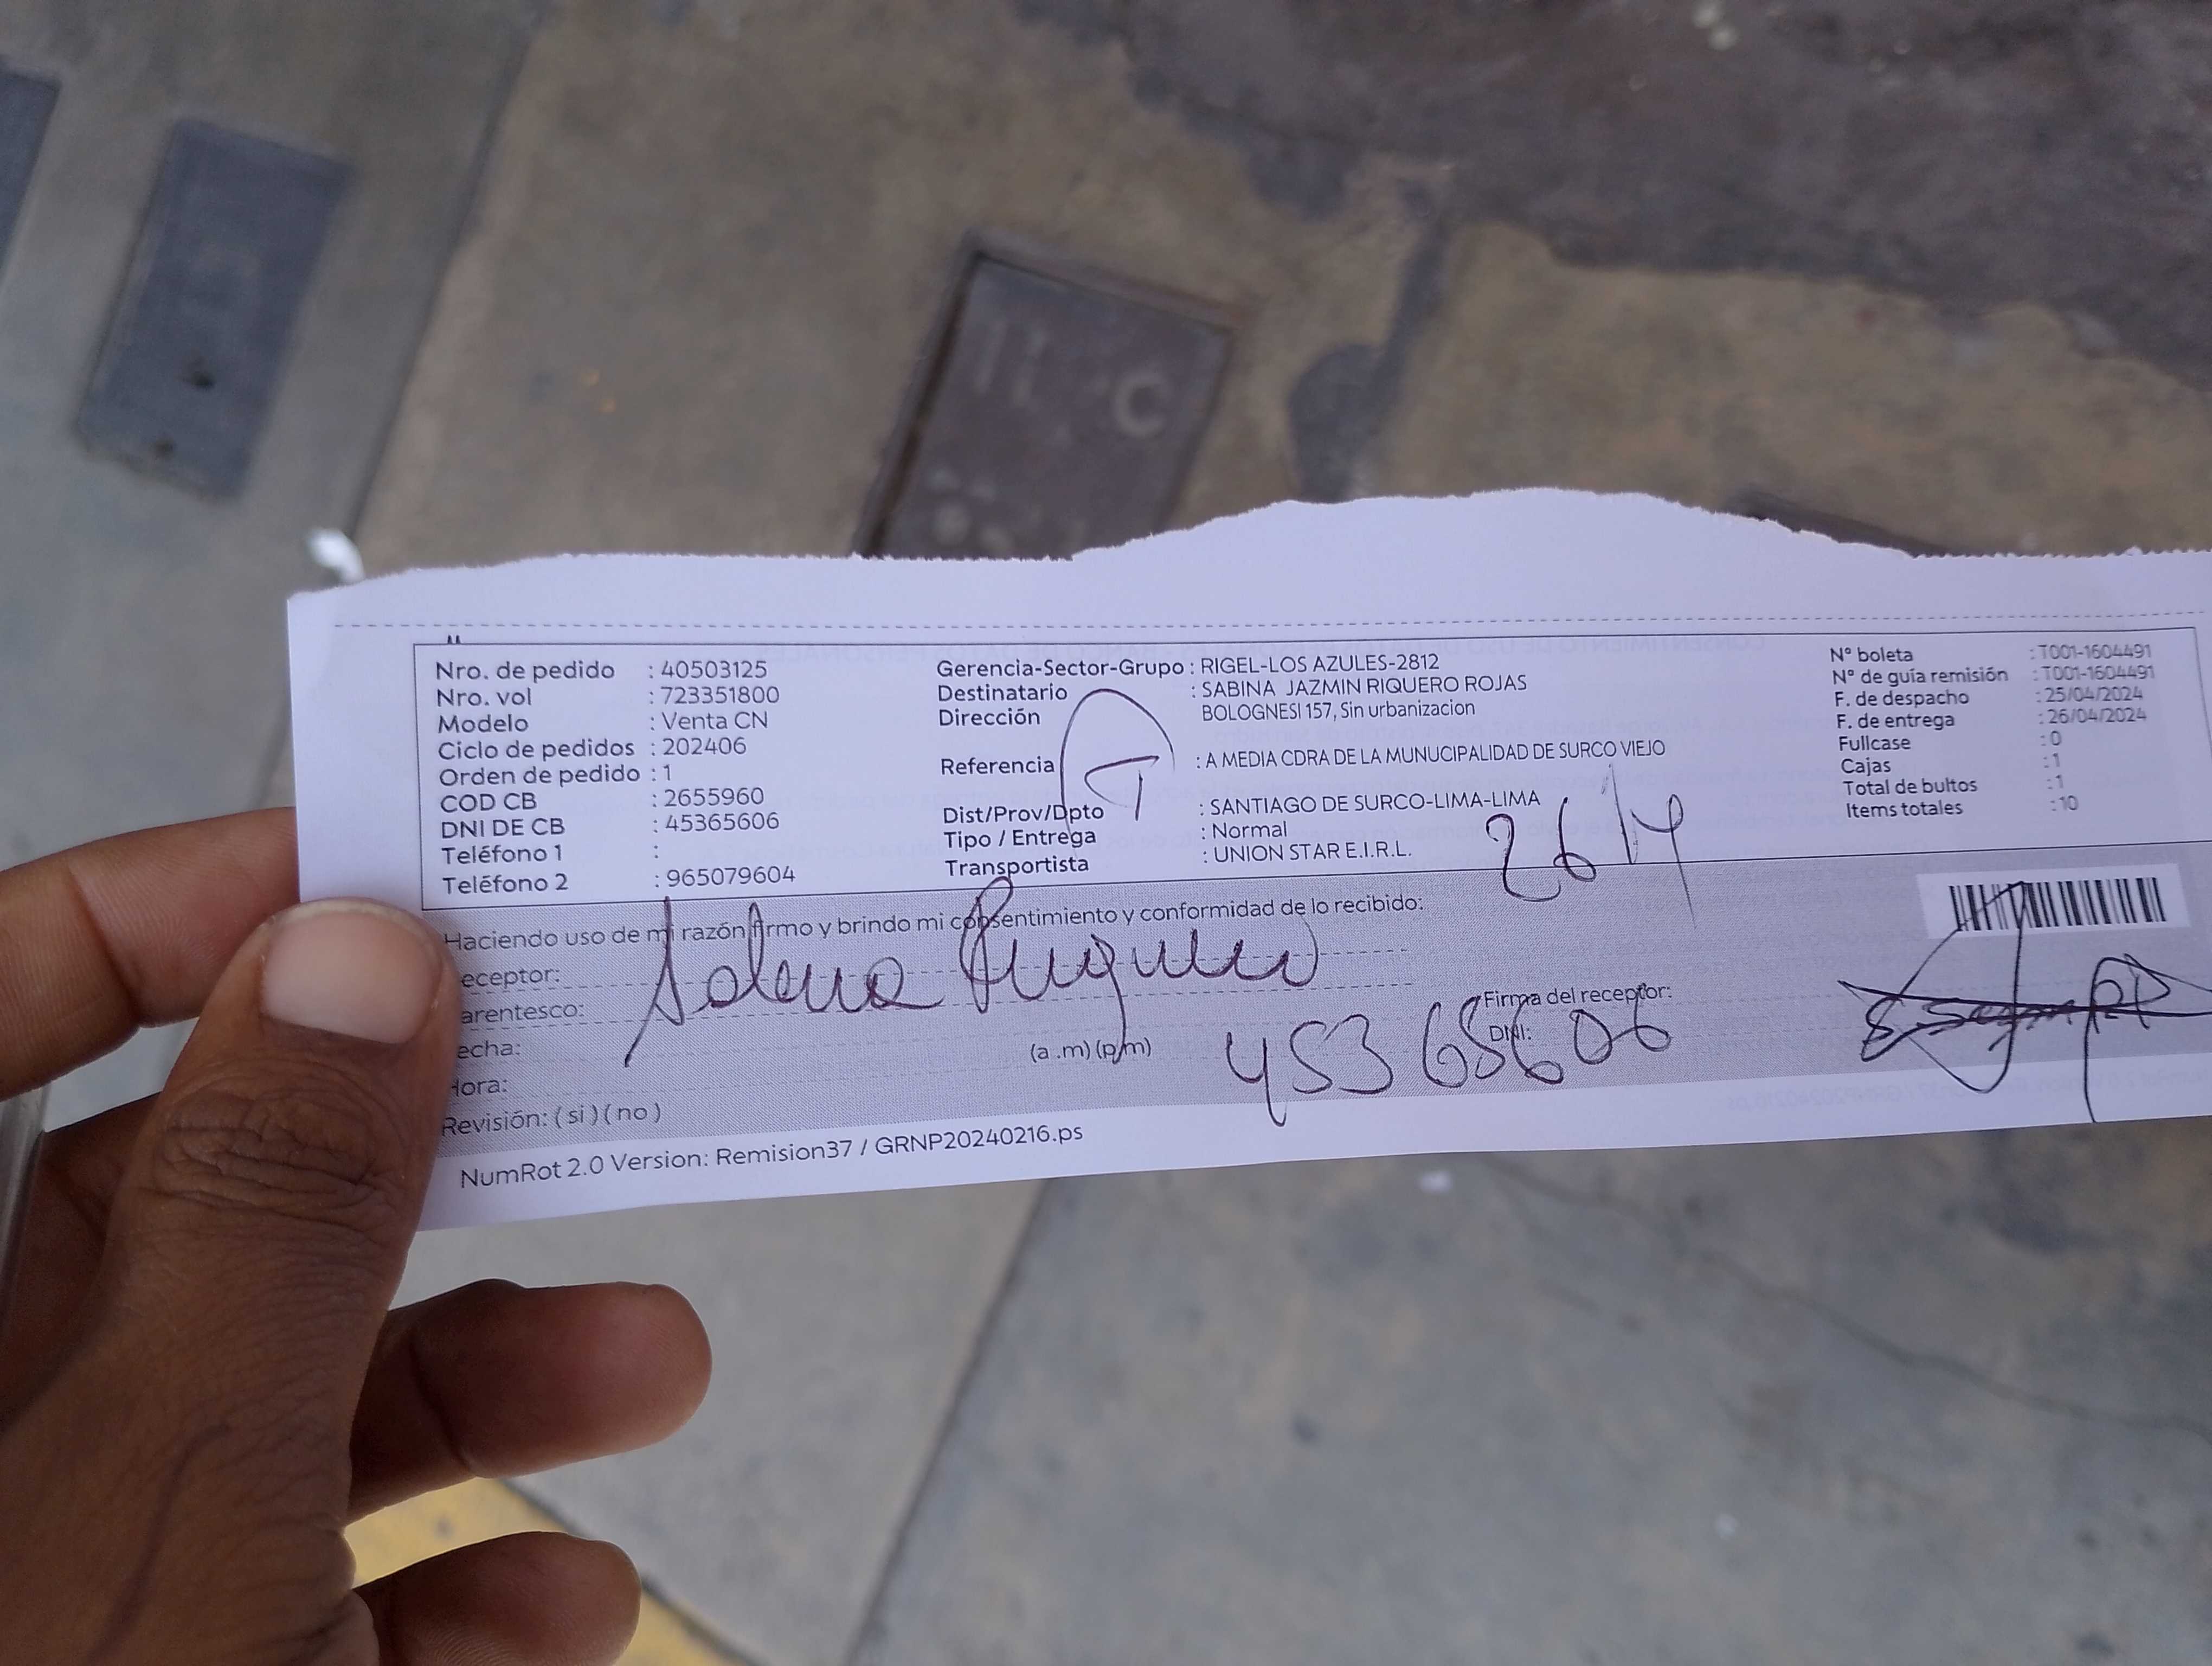 Nro. de pedido : 40503125
Nro. vol : 723351800
Modelo : Venta CN
Ciclo de pedidos : 202406
Orden de pedido : 1
COD CB : 2655960
DNI DE CB : 45365606
Teléfono 1 :
Teléfono 2 : 965079604
Gerencia-Sector-Grupo : RIGEL-LOS AZULES-2812
Destinatario : SABINA JAZMIN RIQUERO ROJAS
Dirección BOLOGNESI 157, Sin urbanizacion
Referencia : A MEDIA CDRA DE LA MUNUCIPALIDAD DE SURCO VIEJO
Dist/Prov/Dpto : SANTIAGO DE SURCO-LIMA-LIMA
Tipo / Entrega : Normal
Transportista : UNION STAR E.I.R.L.
N° boleta : T001-1604491
N° de guía remisión : T001-1604491
F. de despacho : 25/04/2024
F. de entrega : 26/04/2024
Fullcase : 0
Cajas : 1
Total de bultos : 1
Items totales : 10
26/4
Haciendo uso de mi razón firmo y brindo mi consentimiento y conformidad de lo recibido:
eceptor:
arentesco:
echa:
Hora: (a .m) (p/m)
Revisión: ( si ) ( no )
Firma del receptor:
DNI:
45365606
NumRot 2.0 Version: Remision37 / GRNP20240216.ps
C